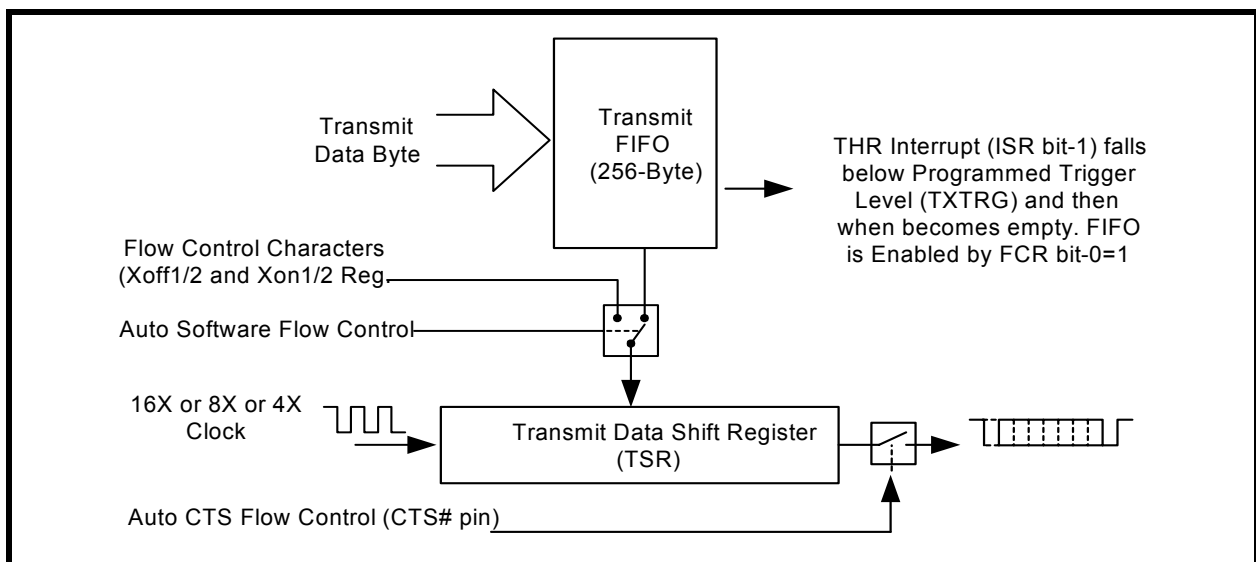 Transmit
Data Byte
Transmit
FIFO
(256-Byte)
THR Interrupt (ISR bit-1) falls
below Programmed Trigger
Level (TXTRG) and then
when becomes empty. FIFO
is Enabled by FCR bit-0=1
Flow Control Characters
(Xoff1/2 and Xon1/2 Reg.
Auto Software Flow Control
16X or 8X or 4X
Clock
Transmit Data Shift Register
(TSR)
Auto CTS Flow Control (CTS# pin)